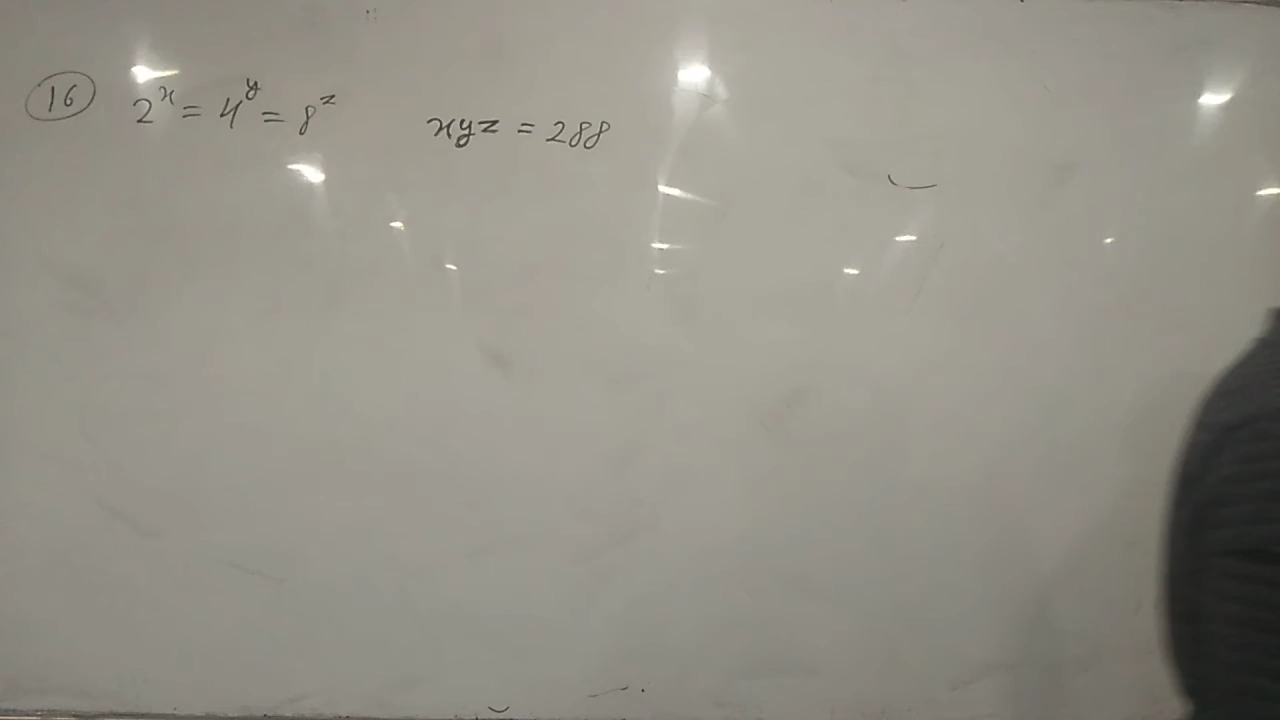 16 2^x = 4^y = 8^z xyz = 288